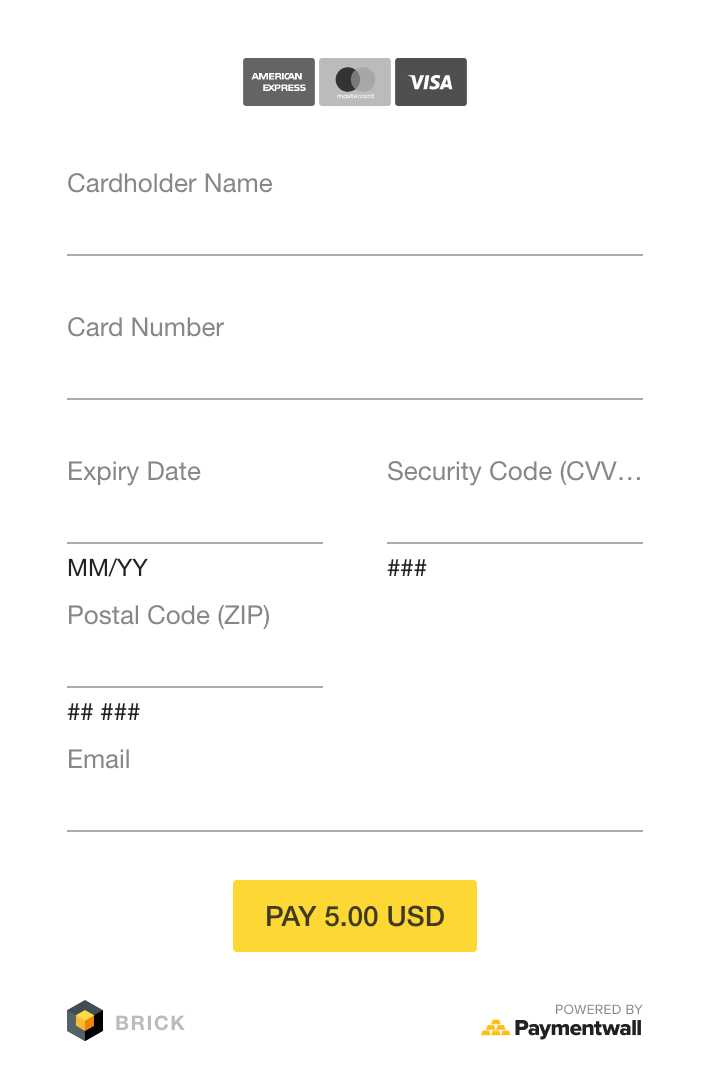 AMERICAN
EXPRESS
mastercard
VISA
Cardholder Name
Card Number
Expiry Date
Security Code (CVV…
MM/YY
###
Postal Code (ZIP)
## ###
Email
PAY 5.00 USD
BRICK
POWERED BY
Paymentwall